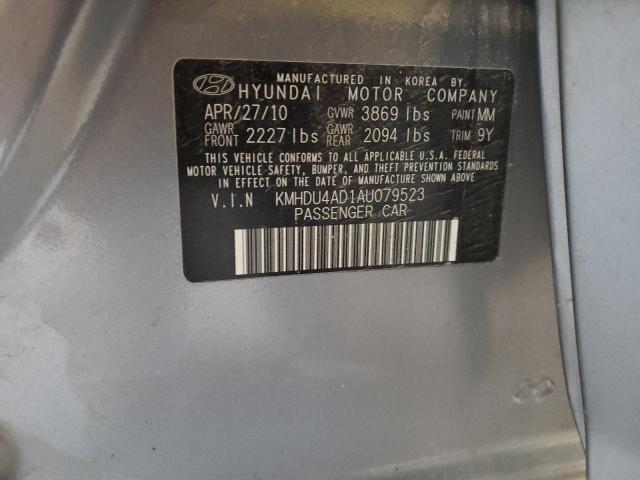 MANUFACTURED IN KOREA BY.
HYUNDAI MOTOR COMPANY
APR/27/10 GVWR 3869 lbs PAINT MM
GAWR FRONT 2227 lbs GAWR REAR 2094 lbs TRIM 9Y
THIS VEHICLE CONFORMS TO ALL APPLICABLE U.S.A. FEDERAL
MOTOR VEHICLE SAFETY, BUMPER, AND THEFT PREVENTION STANDARDS
IN EFFECT ON THE DATE OF MANUFACTURE SHOWN ABOVE.
V.I.N KMHDU4AD1AU079523
PASSENGER CAR